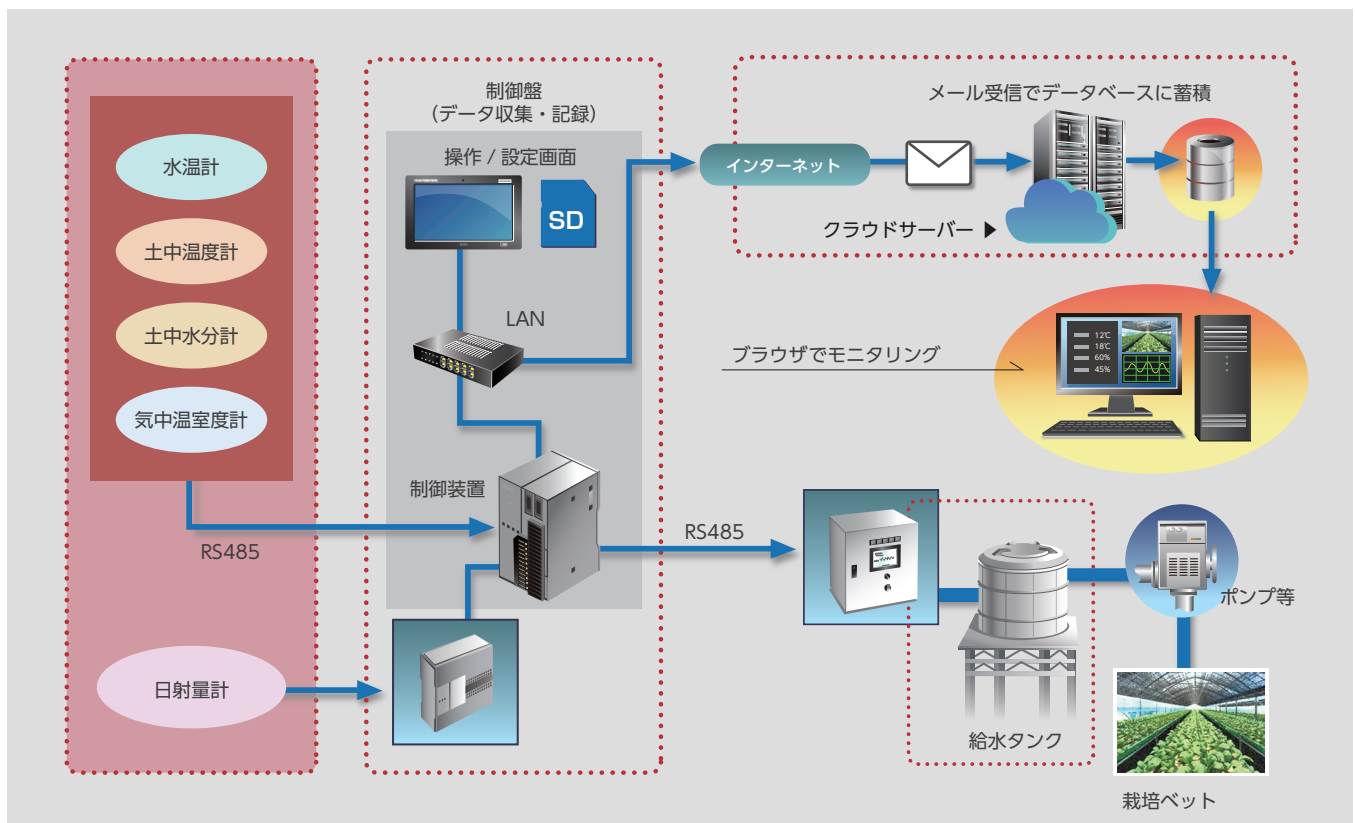 制御盤
（データ収集・記録）
操作 / 設定画面
SD
LAN
制御装置
水温計
土中温度計
土中水分計
気中温室度計
RS485
日射量計
メール受信でデータベースに蓄積
インターネット
クラウドサーバー ▶
ブラウザでモニタリング
12℃
18℃
60%
45%
RS485
ポンプ等
給水タンク
栽培ベット